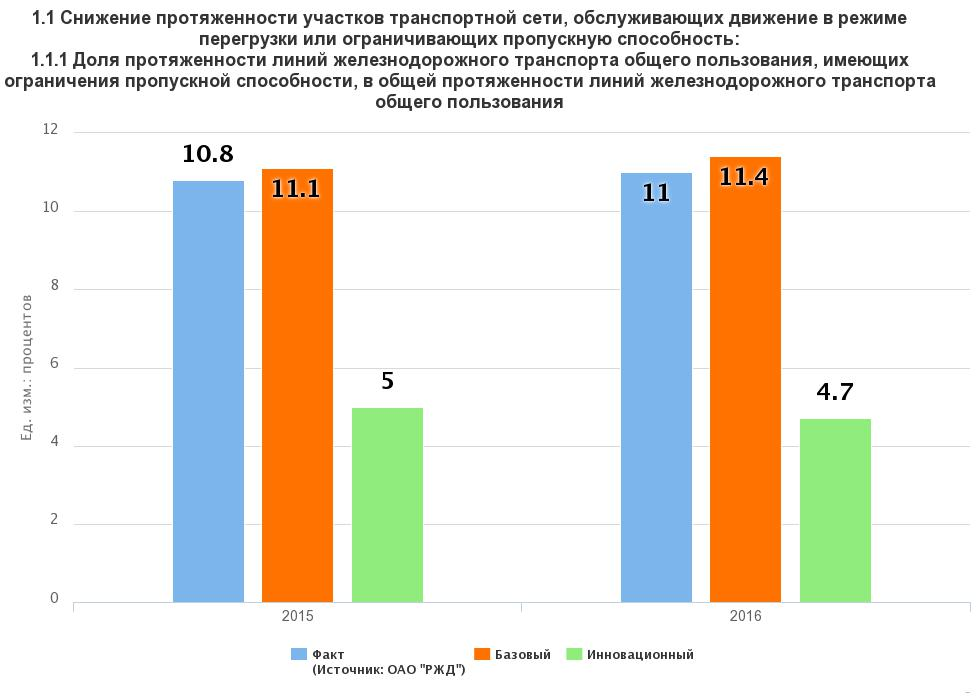 1.1 Снижение протяженности участков транспортной сети, обслуживающих движение в режиме
перегрузки или ограничивающих пропускную способность:
1.1.1 Доля протяженности линий железнодорожного транспорта общего пользования, имеющих
ограничения пропускной способности, в общей протяженности линий железнодорожного транспорта
общего пользования
Ед. изм.: процентов
12
10
8
6
4
2
0
10.8
11.1
5
11
11.4
4.7
2015
2016
Факт
(Источник: ОАО "РЖД")
Базовый
Инновационный